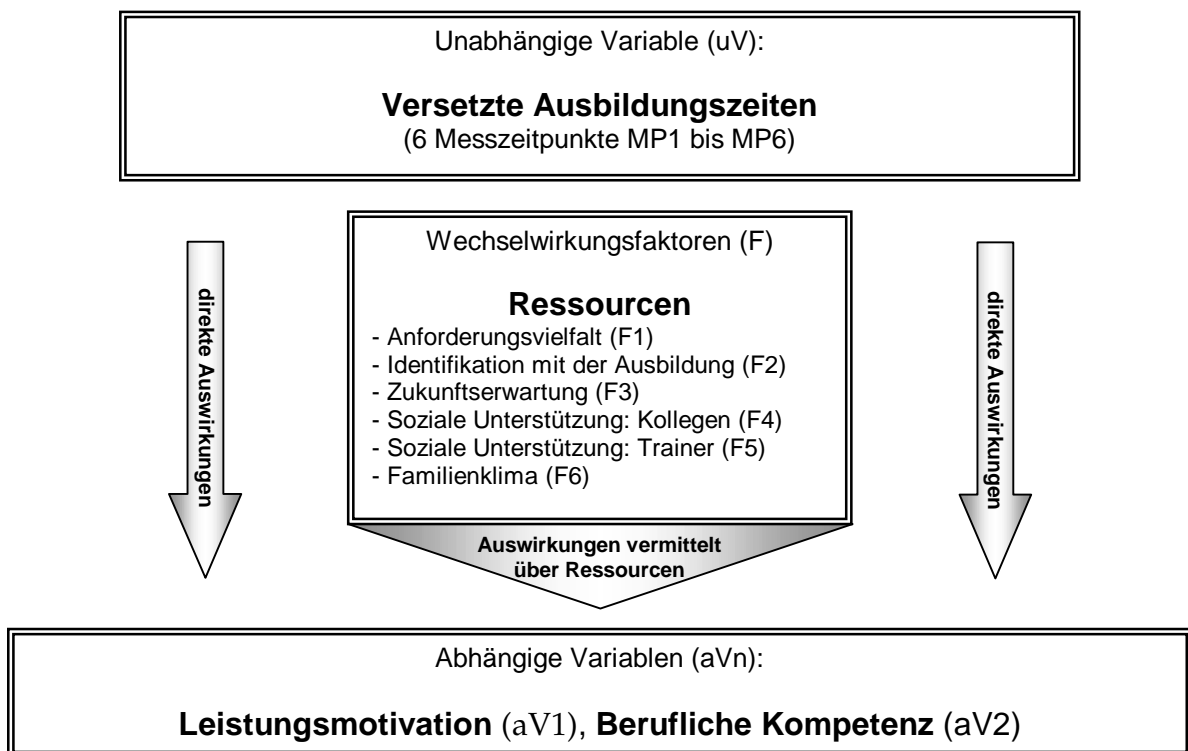 Unabhängige Variable (uV):
Versetzte Ausbildungszeiten
(6 Messzeitpunkte MP1 bis MP6)
direkte Auswirkungen
Wechselwirkungsfaktoren (F)
Ressourcen
- Anforderungsvielfalt (F1)
- Identifikation mit der Ausbildung (F2)
- Zukunftserwartung (F3)
- Soziale Unterstützung: Kollegen (F4)
- Soziale Unterstützung: Trainer (F5)
- Familienklima (F6)
Auswirkungen vermittelt
über Ressourcen
direkte Auswirkungen
Abhängige Variablen (aVn):
Leistungsmotivation (aV1), Berufliche Kompetenz (aV2)